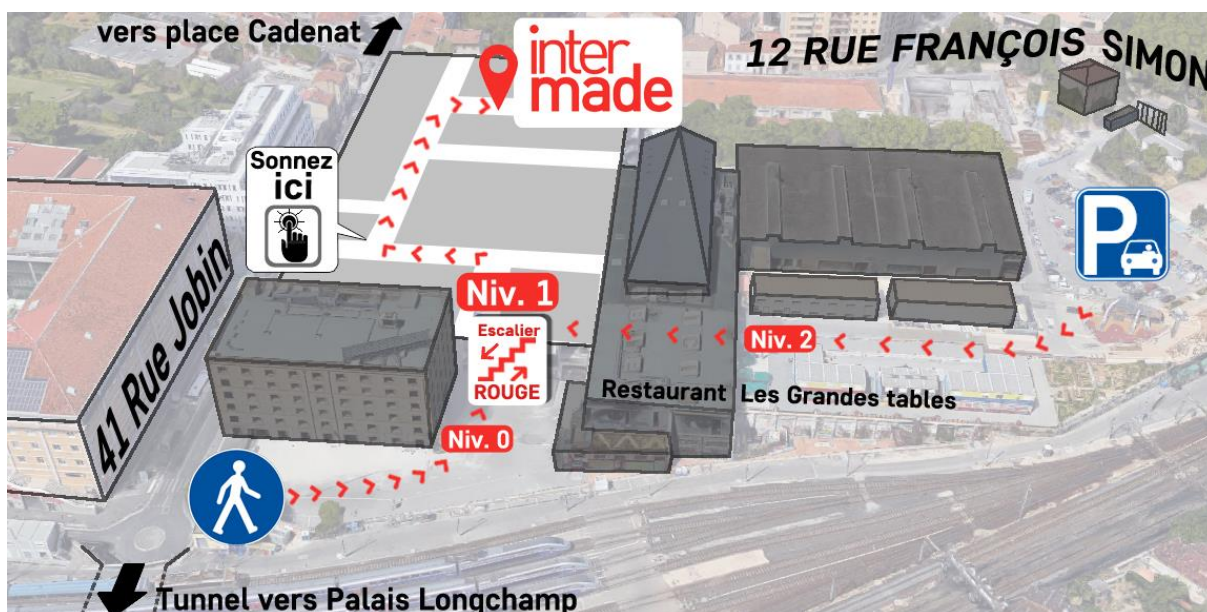 vers place Cadenat
inter
made
12 RUE FRANÇOIS SIMON
Sonnez
ici
P
41 Rue Jobin
Niv. 1
Escalier
ROUGE
Niv. 2
Restaurant Les Grandes tables
Niv. 0
Tunnel vers Palais Longchamp